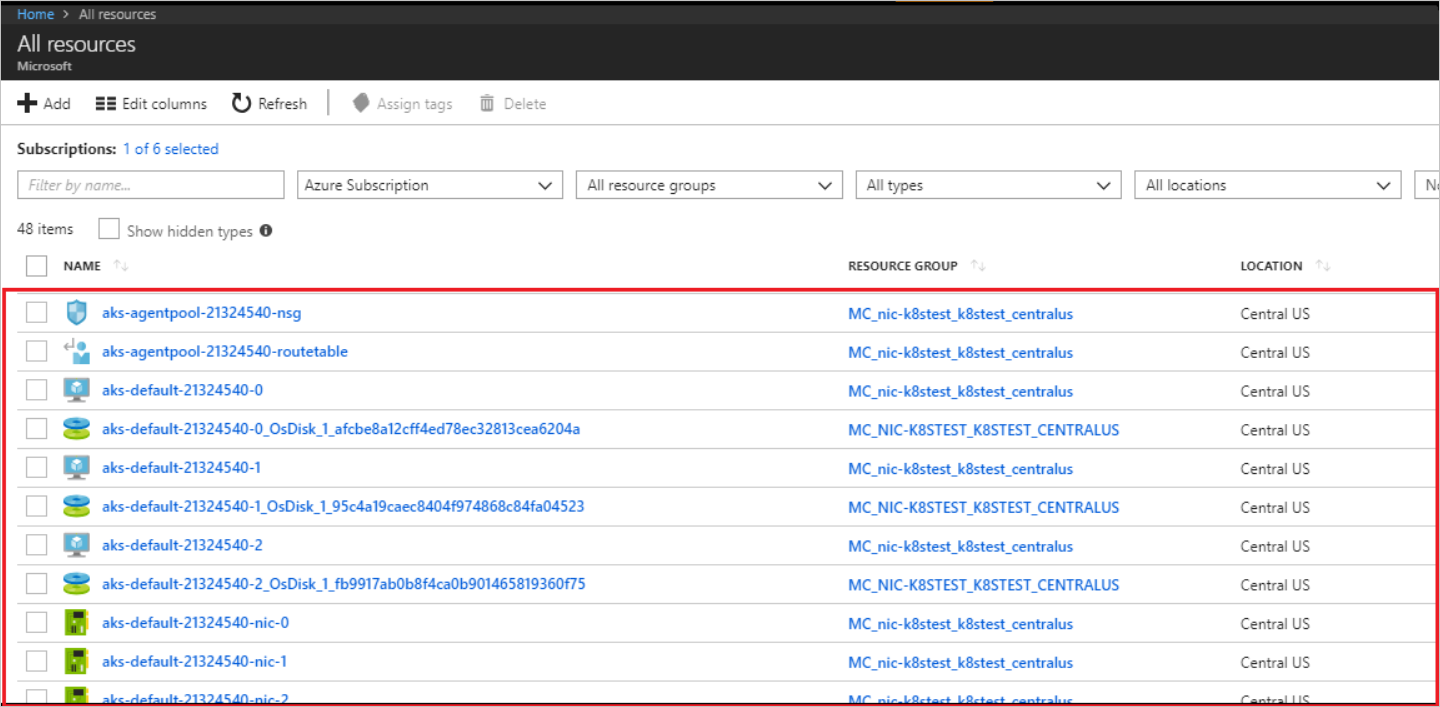 Home > All resources
All resources
Microsoft
Add Edit columns Refresh Assign tags Delete
Subscriptions: 1 of 6 selected
Filter by name... Azure Subscription All resource groups All types All locations
48 items Show hidden types
NAME RESOURCE GROUP LOCATION
aks-agentpool-21324540-nsg MC_nic-k8stest_k8stest_centralus Central US
aks-agentpool-21324540-routetable MC_nic-k8stest_k8stest_centralus Central US
aks-default-21324540-0 MC_nic-k8stest_k8stest_centralus Central US
aks-default-21324540-0_OsDisk_1_afcbe8a12cff4ed78ec32813cea6204a MC_NIC-K8STEST_K8STEST_CENTRALUS Central US
aks-default-21324540-1 MC_nic-k8stest_k8stest_centralus Central US
aks-default-21324540-1_OsDisk_1_95c4a19caec8404f974868c84fa04523 MC_NIC-K8STEST_K8STEST_CENTRALUS Central US
aks-default-21324540-2 MC_nic-k8stest_k8stest_centralus Central US
aks-default-21324540-2_OsDisk_1_fb9917ab0b8f4ca0b901465819360f75 MC_NIC-K8STEST_K8STEST_CENTRALUS Central US
aks-default-21324540-nic-0 MC_nic-k8stest_k8stest_centralus Central US
aks-default-21324540-nic-1 MC_nic-k8stest_k8stest_centralus Central US
aks-default-21324540-nic-2 MC_nic-k8stest_k8stest_centralus Central US